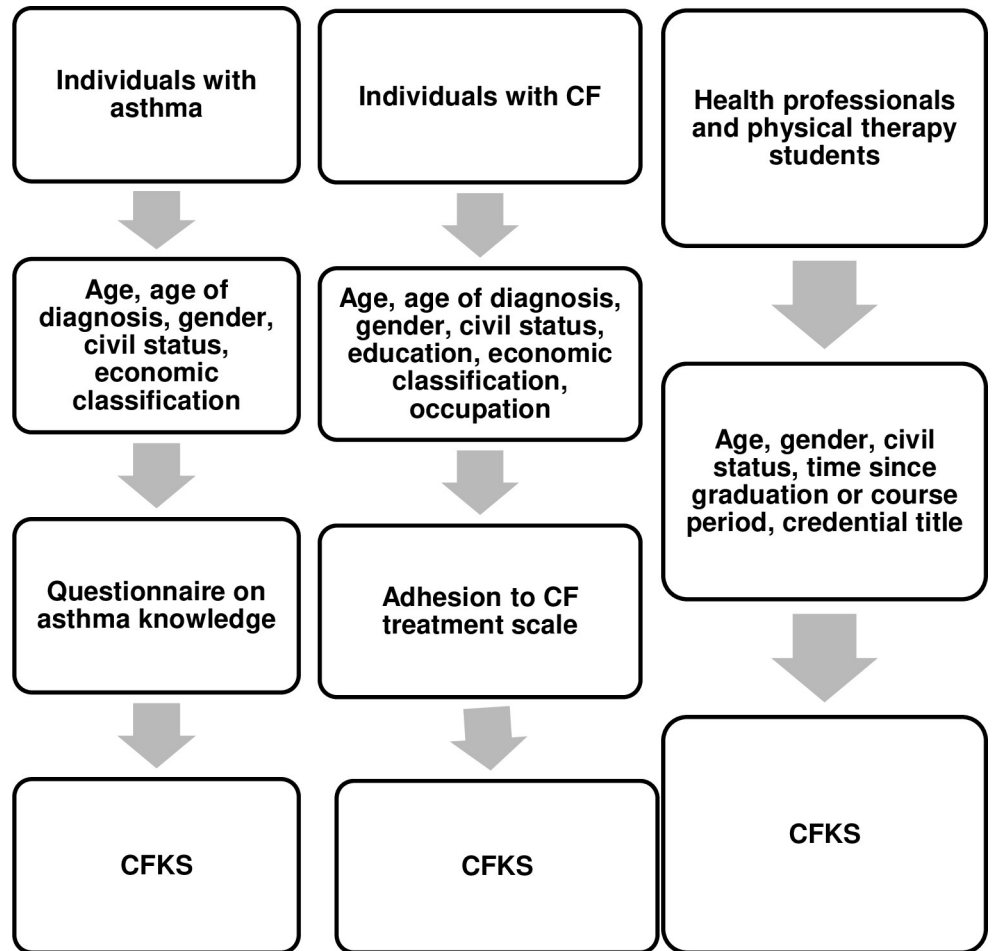 Individuals with
asthma
Age, age of
diagnosis, gender,
civil status,
economic
classification
Questionnaire on
asthma knowledge
CFKS
Individuals with CF
Age, age of diagnosis,
gender, civil status,
education, economic
classification,
occupation
Adhesion to CF
treatment scale
CFKS
Health professionals
and physical therapy
students
Age, gender, civil
status, time since
graduation or course
period, credential title
CFKS